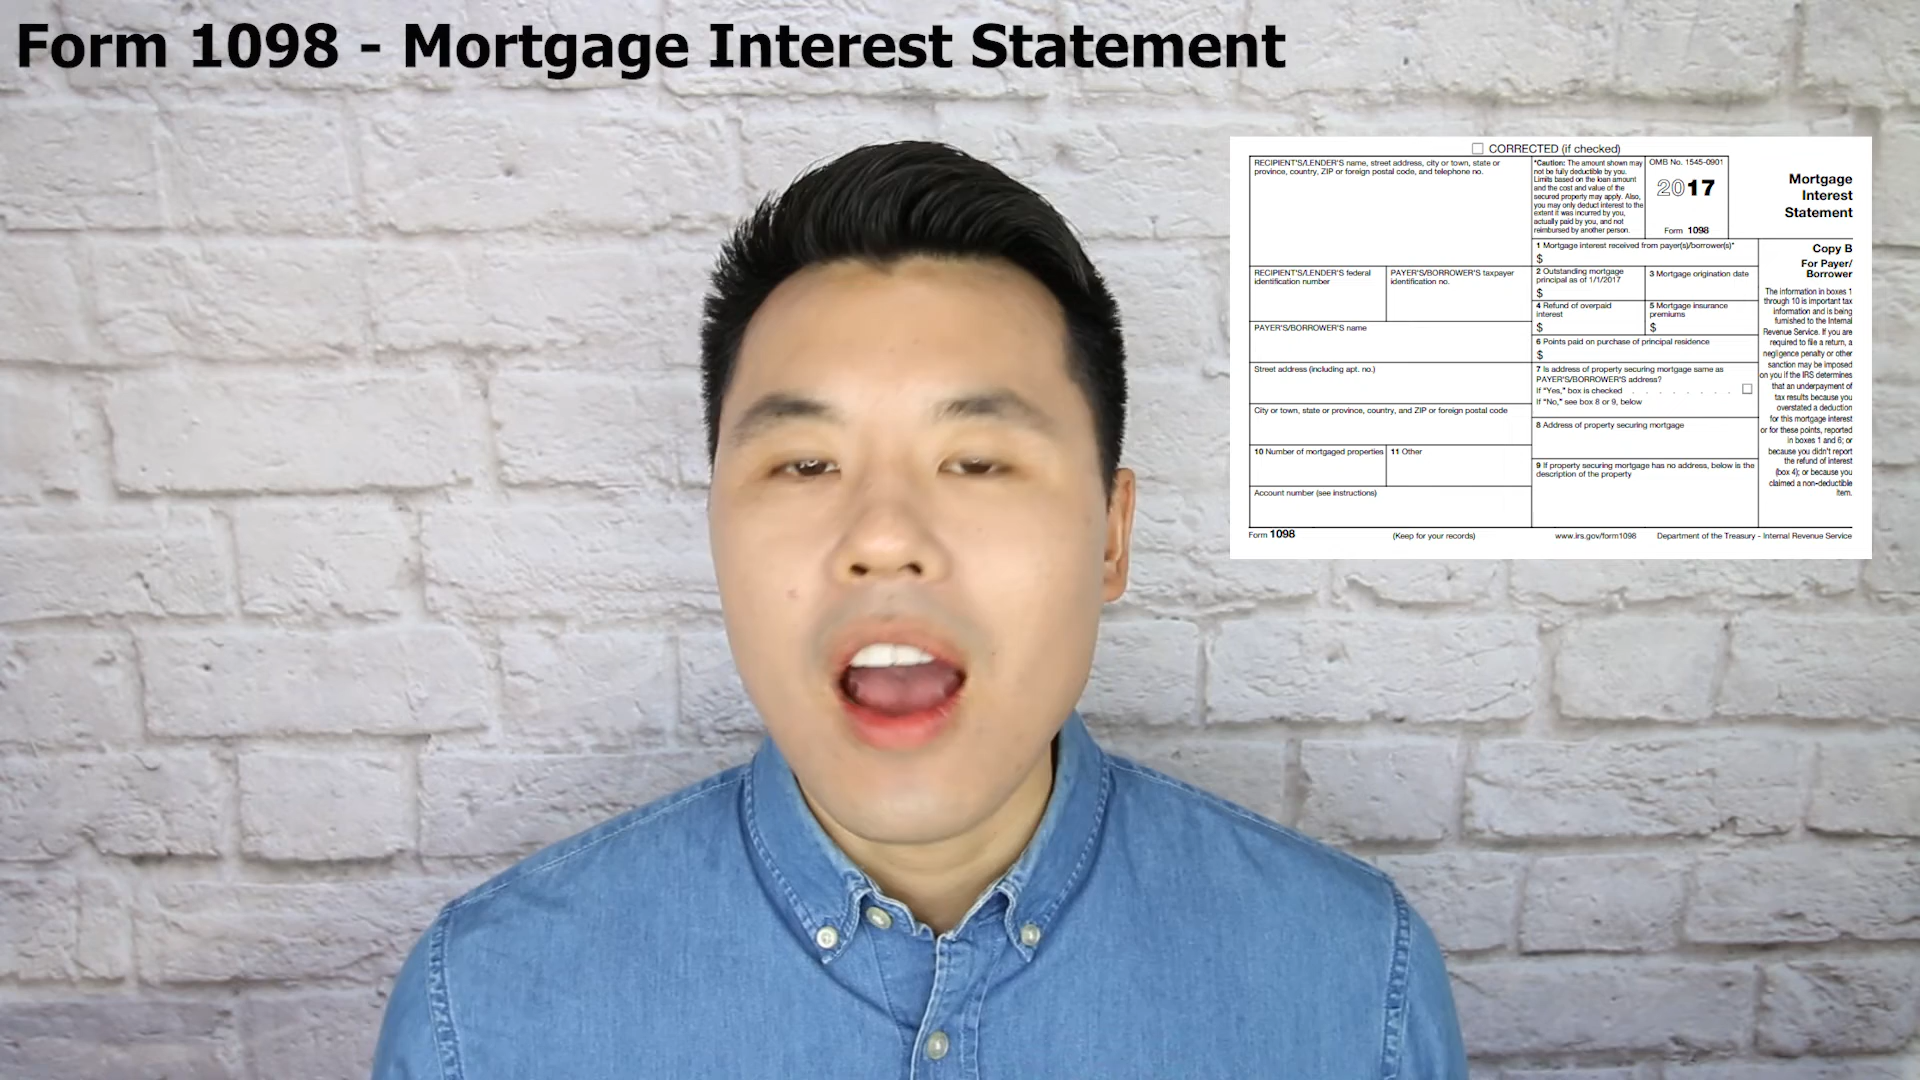 Form 1098 - Mortgage Interest Statement
CORRECTED (if checked)
RECIPIENT'S/LENDER'S name, street address, city or town, state or
province, country, ZIP or foreign postal code, and telephone no.
*Caution: The amount shown may
not be fully deductible by you.
Limits based on the loan amount
and the cost and value of the
secured property may apply. Also,
you may only deduct interest to the
extent it was incurred by you,
actually paid by you, and not
reimbursed by another person.
OMB No. 1545-0901
2017
Form 1098
Mortgage
Interest
Statement
1 Mortgage interest received from payer(s)/borrower(s)*
$
Copy B
For Payer/
Borrower
RECIPIENT'S/LENDER'S federal
identification number
PAYER'S/BORROWER'S taxpayer
identification no.
2 Outstanding mortgage
principal as of 1/1/2017
$
3 Mortgage origination date
4 Refund of overpaid
interest
$
5 Mortgage insurance
premiums
$
PAYER'S/BORROWER'S name
6 Points paid on purchase of principal residence
$
Street address (including apt. no.)
7 Is address of property securing mortgage same as
PAYER'S/BORROWER'S address?
If "Yes," box is checked . . . . . . .
If "No," see box 8 or 9, below
City or town, state or province, country, and ZIP or foreign postal code
8 Address of property securing mortgage
10 Number of mortgaged properties
11 Other
9 If property securing mortgage has no address, below is the
description of the property
Account number (see instructions)
The information in boxes 1
through 10 is important tax
information and is being
furnished to the Internal
Revenue Service. If you are
required to file a return, a
negligence penalty or other
sanction may be imposed
on you if the IRS determines
that an underpayment of
tax results because you
overstated a deduction
for this mortgage interest
or for these points, reported
in boxes 1 and 6; or
because you didn't report
the refund of interest
(box 4); or because you
claimed a non-deductible
item.
Form 1098
(Keep for your records)
www.irs.gov/form1098
Department of the Treasury - Internal Revenue Service